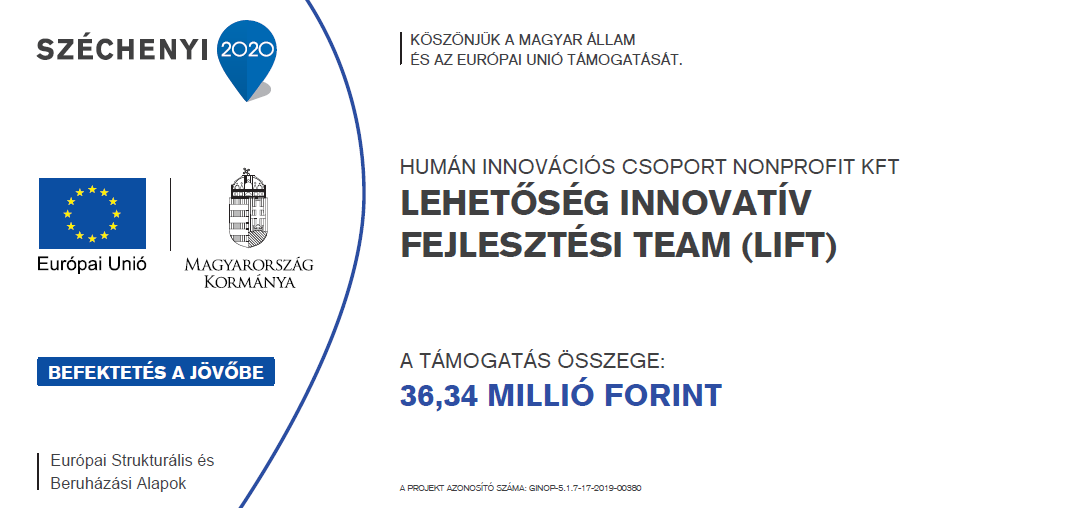 SZÉCHENYI 2020
Európai Unió
MAGYARORSZÁG
KORMÁNYA
BEFEKTETÉS A JÖVŐBE
Európai Strukturális és
Beruházási Alapok
KÖSZÖNJÜK A MAGYAR ÁLLAM
ÉS AZ EURÓPAI UNIÓ TÁMOGATÁSÁT.
HUMÁN INNOVÁCIÓS CSOPORT NONPROFIT KFT
LEHETŐSÉG INNOVATÍV
FEJLESZTÉSI TEAM (LIFT)
A TÁMOGATÁS ÖSSZEGE:
36,34 MILLIÓ FORINT
A PROJEKT AZONOSÍTÓ SZÁMA: GINOP-5.1.7-17-2019-00380